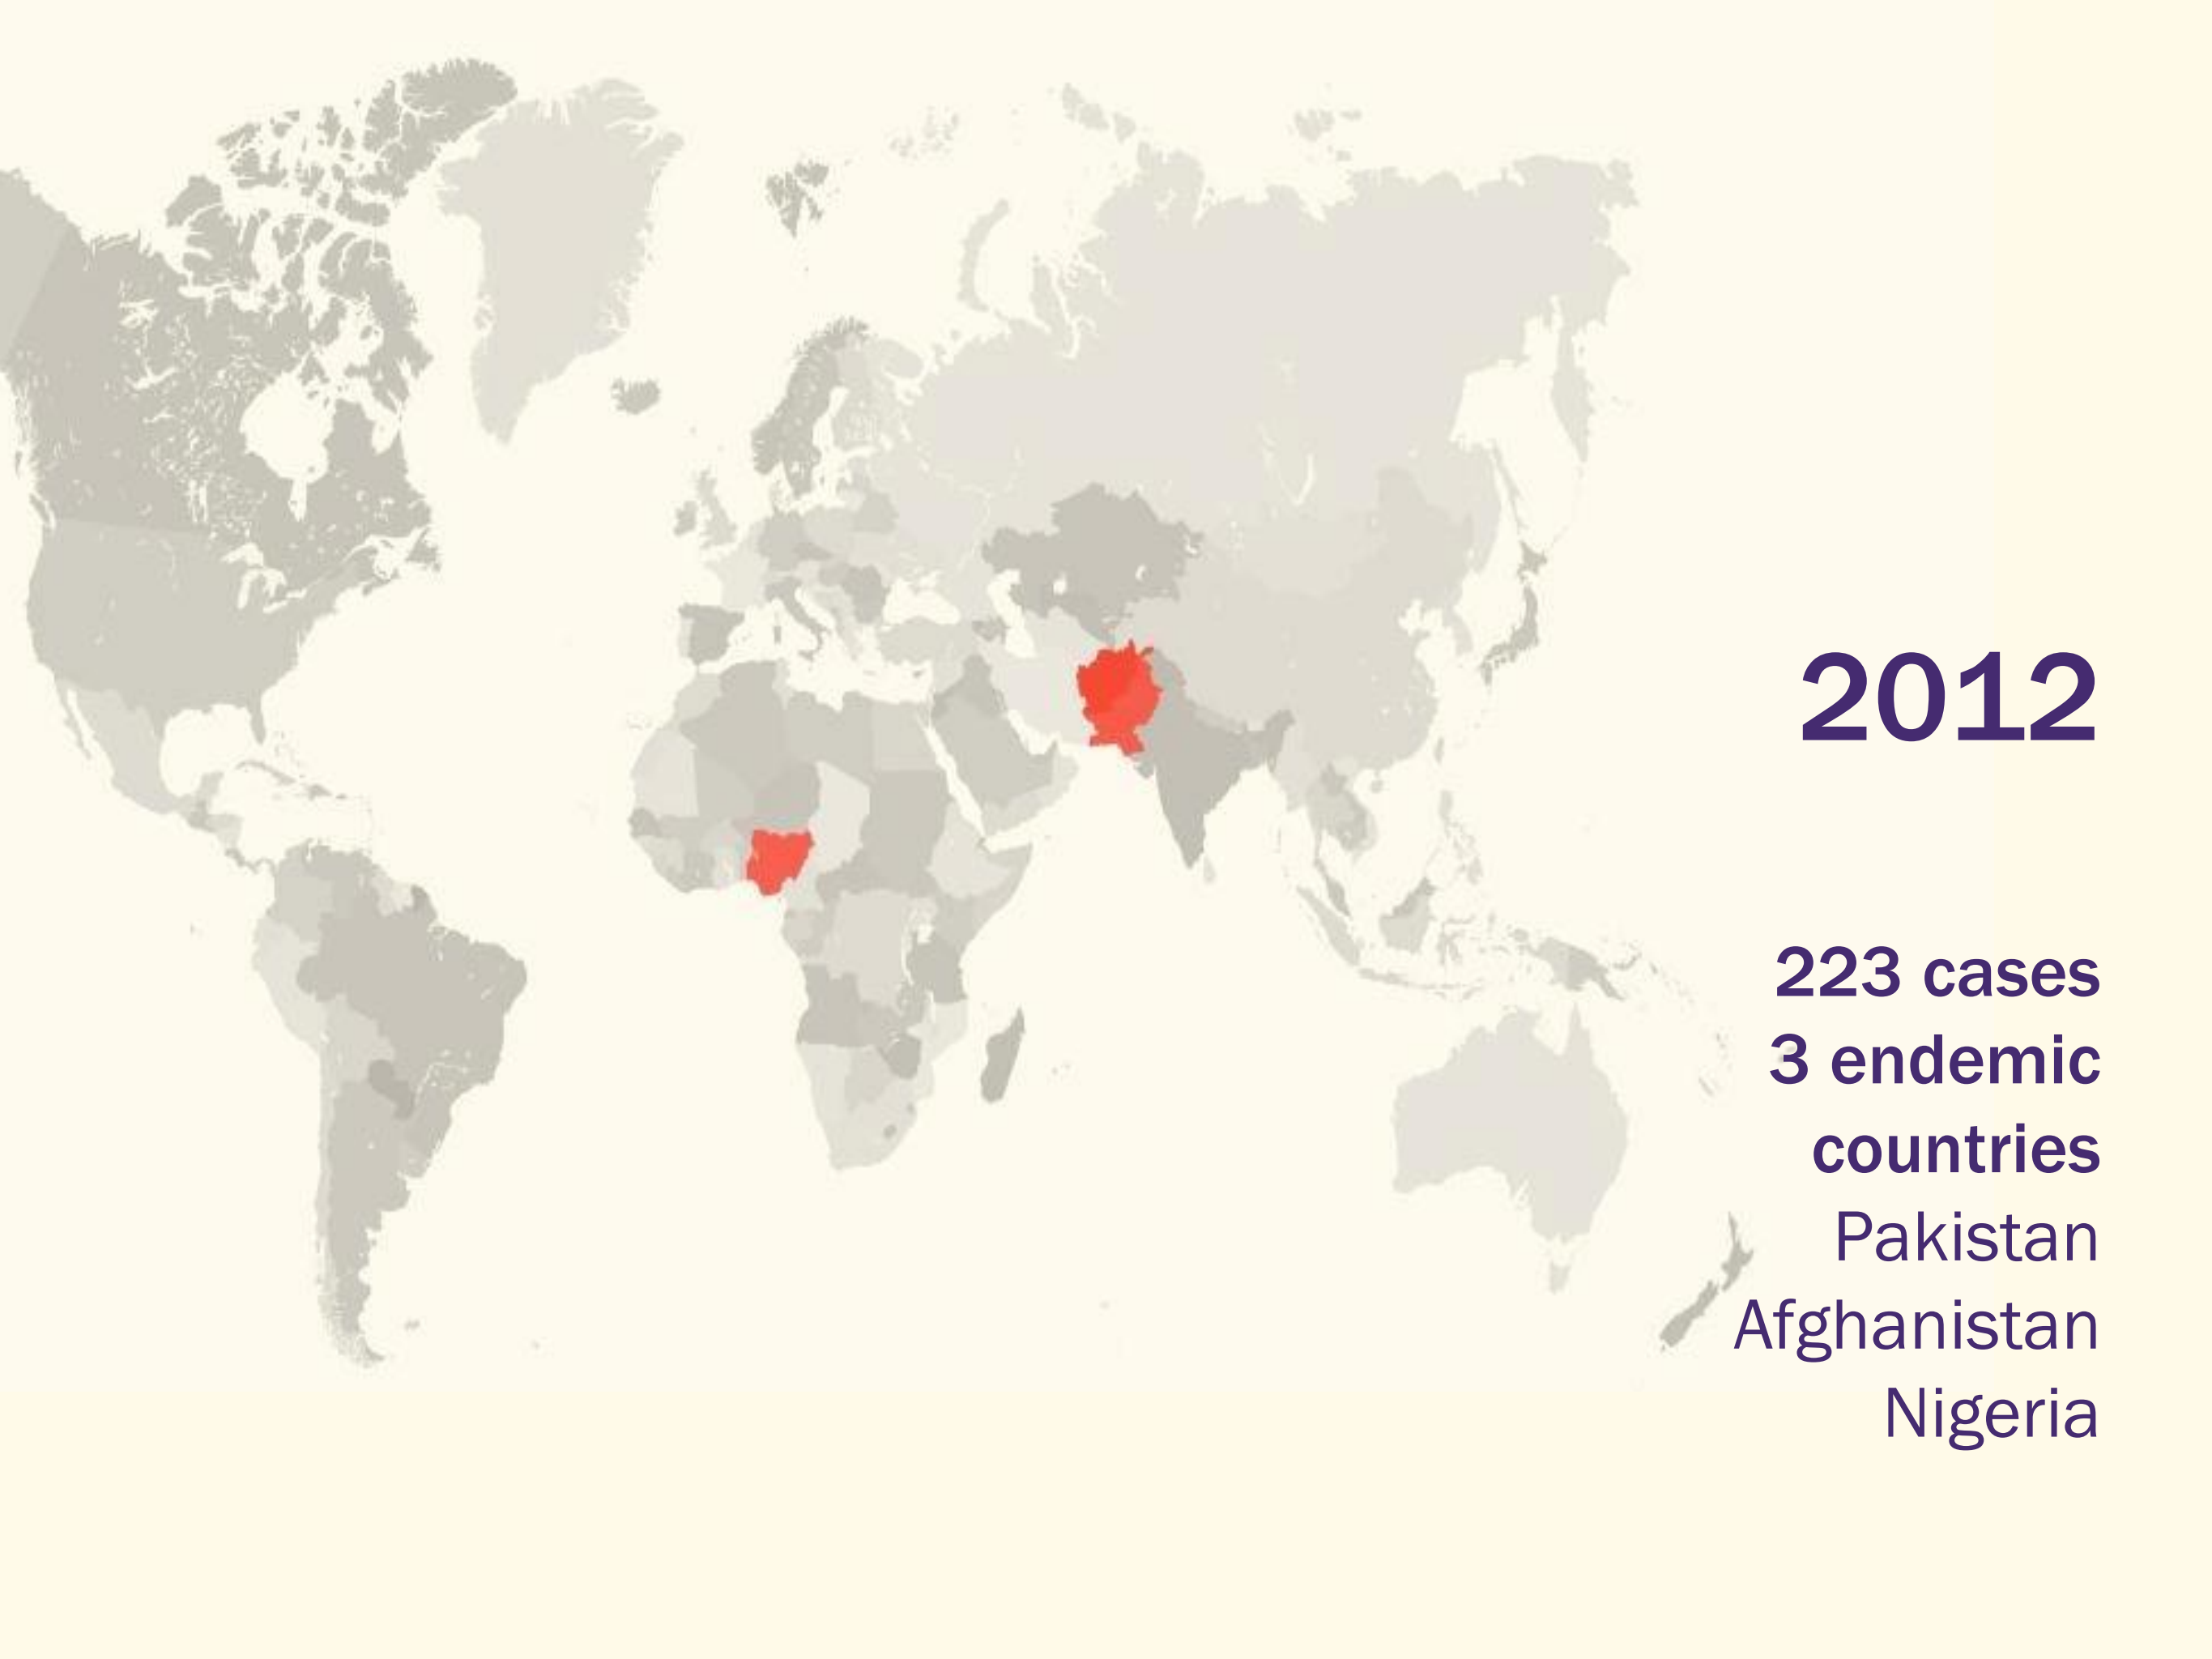 2012
223 cases
3 endemic
countries
Pakistan
Afghanistan
Nigeria